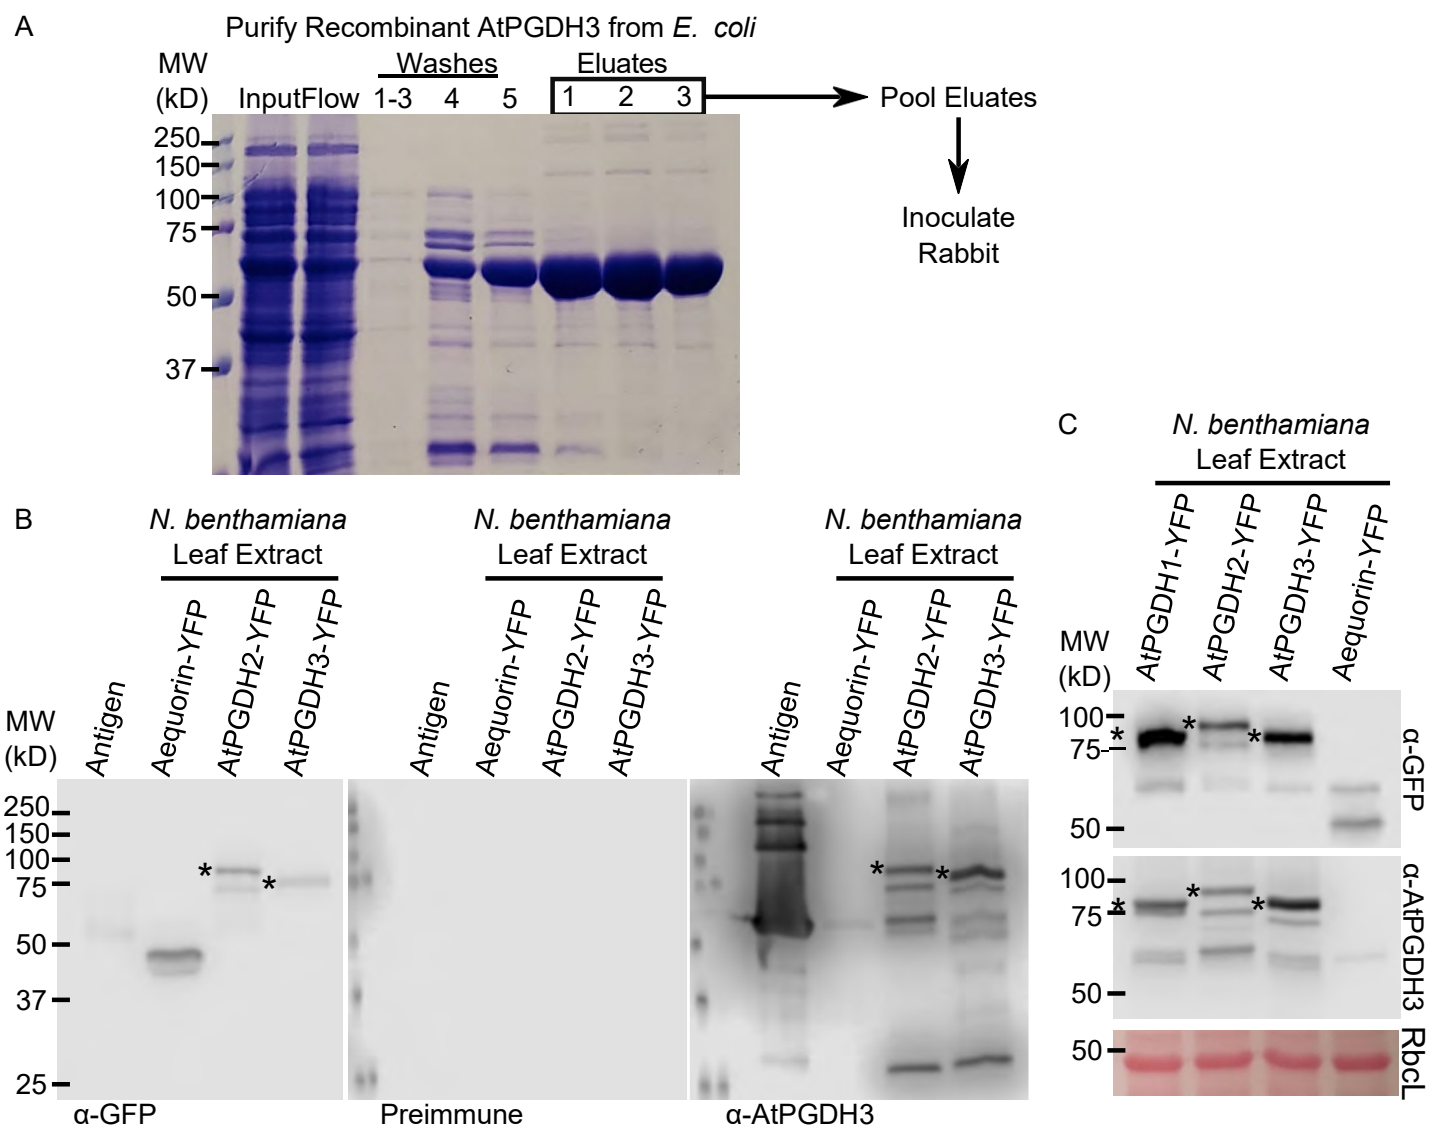 A
Purify Recombinant AtPGDH3 from E. coli
MW
(kD)
Washes
Eluates
Input Flow 1-3 4 5 1 2 3
Pool Eluates
Inoculate
Rabbit
250
150
100
75
50
37
B
N. benthamiana
Leaf Extract
N. benthamiana
Leaf Extract
N. benthamiana
Leaf Extract
MW
(kD)
Antigen
Aequorin-YFP
AtPGDH2-YFP
AtPGDH3-YFP
Antigen
Aequorin-YFP
AtPGDH2-YFP
AtPGDH3-YFP
Antigen
Aequorin-YFP
AtPGDH2-YFP
AtPGDH3-YFP
250
150
100
75
50
37
25
*
*
*
*
α-GFP
Preimmune
α-AtPGDH3
C
N. benthamiana
Leaf Extract
MW
(kD)
AtPGDH1-YFP
AtPGDH2-YFP
AtPGDH3-YFP
Aequorin-YFP
100
75
50
*
*
*
α-GFP
100
75
50
*
*
*
α-AtPGDH3
50
RbcL